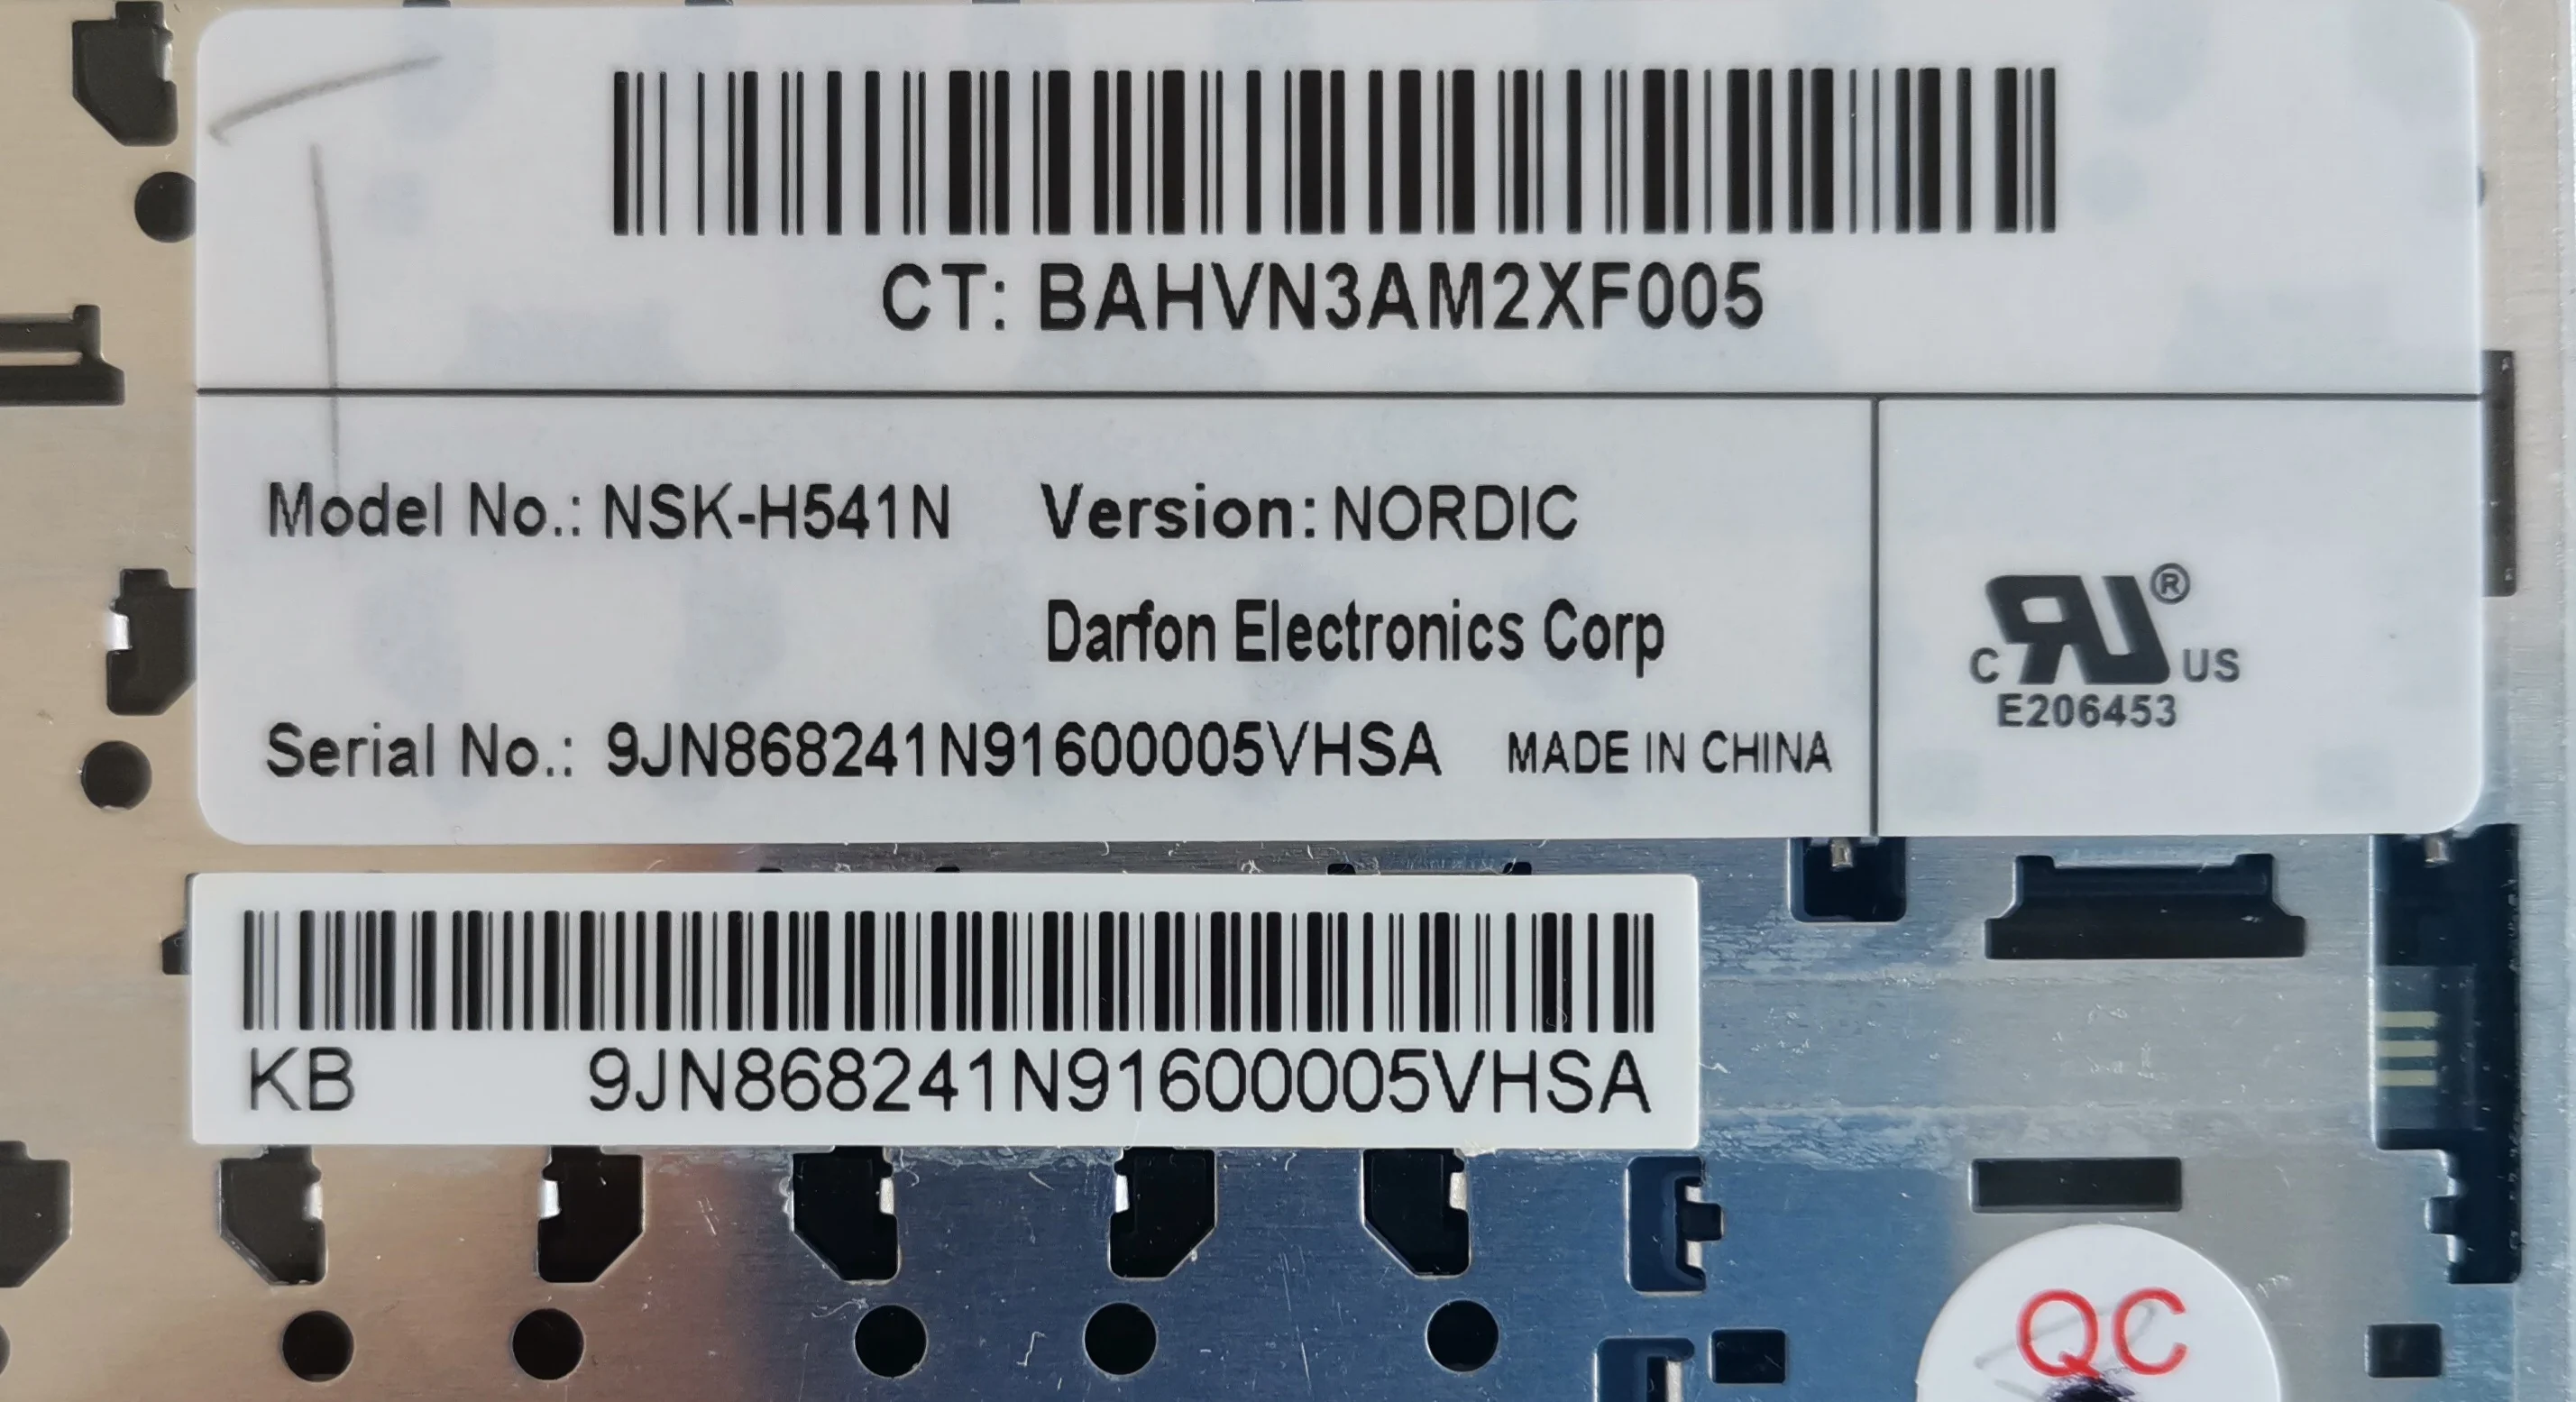 CT: BAHVN3AM2XF005
Model No.: NSK-H541N Version: NORDIC
Darfon Electronics Corp
Serial No.: 9JN868241N91600005VHSA MADE IN CHINA
C RU® US
E206453
KB 9JN868241N91600005VHSA
QC